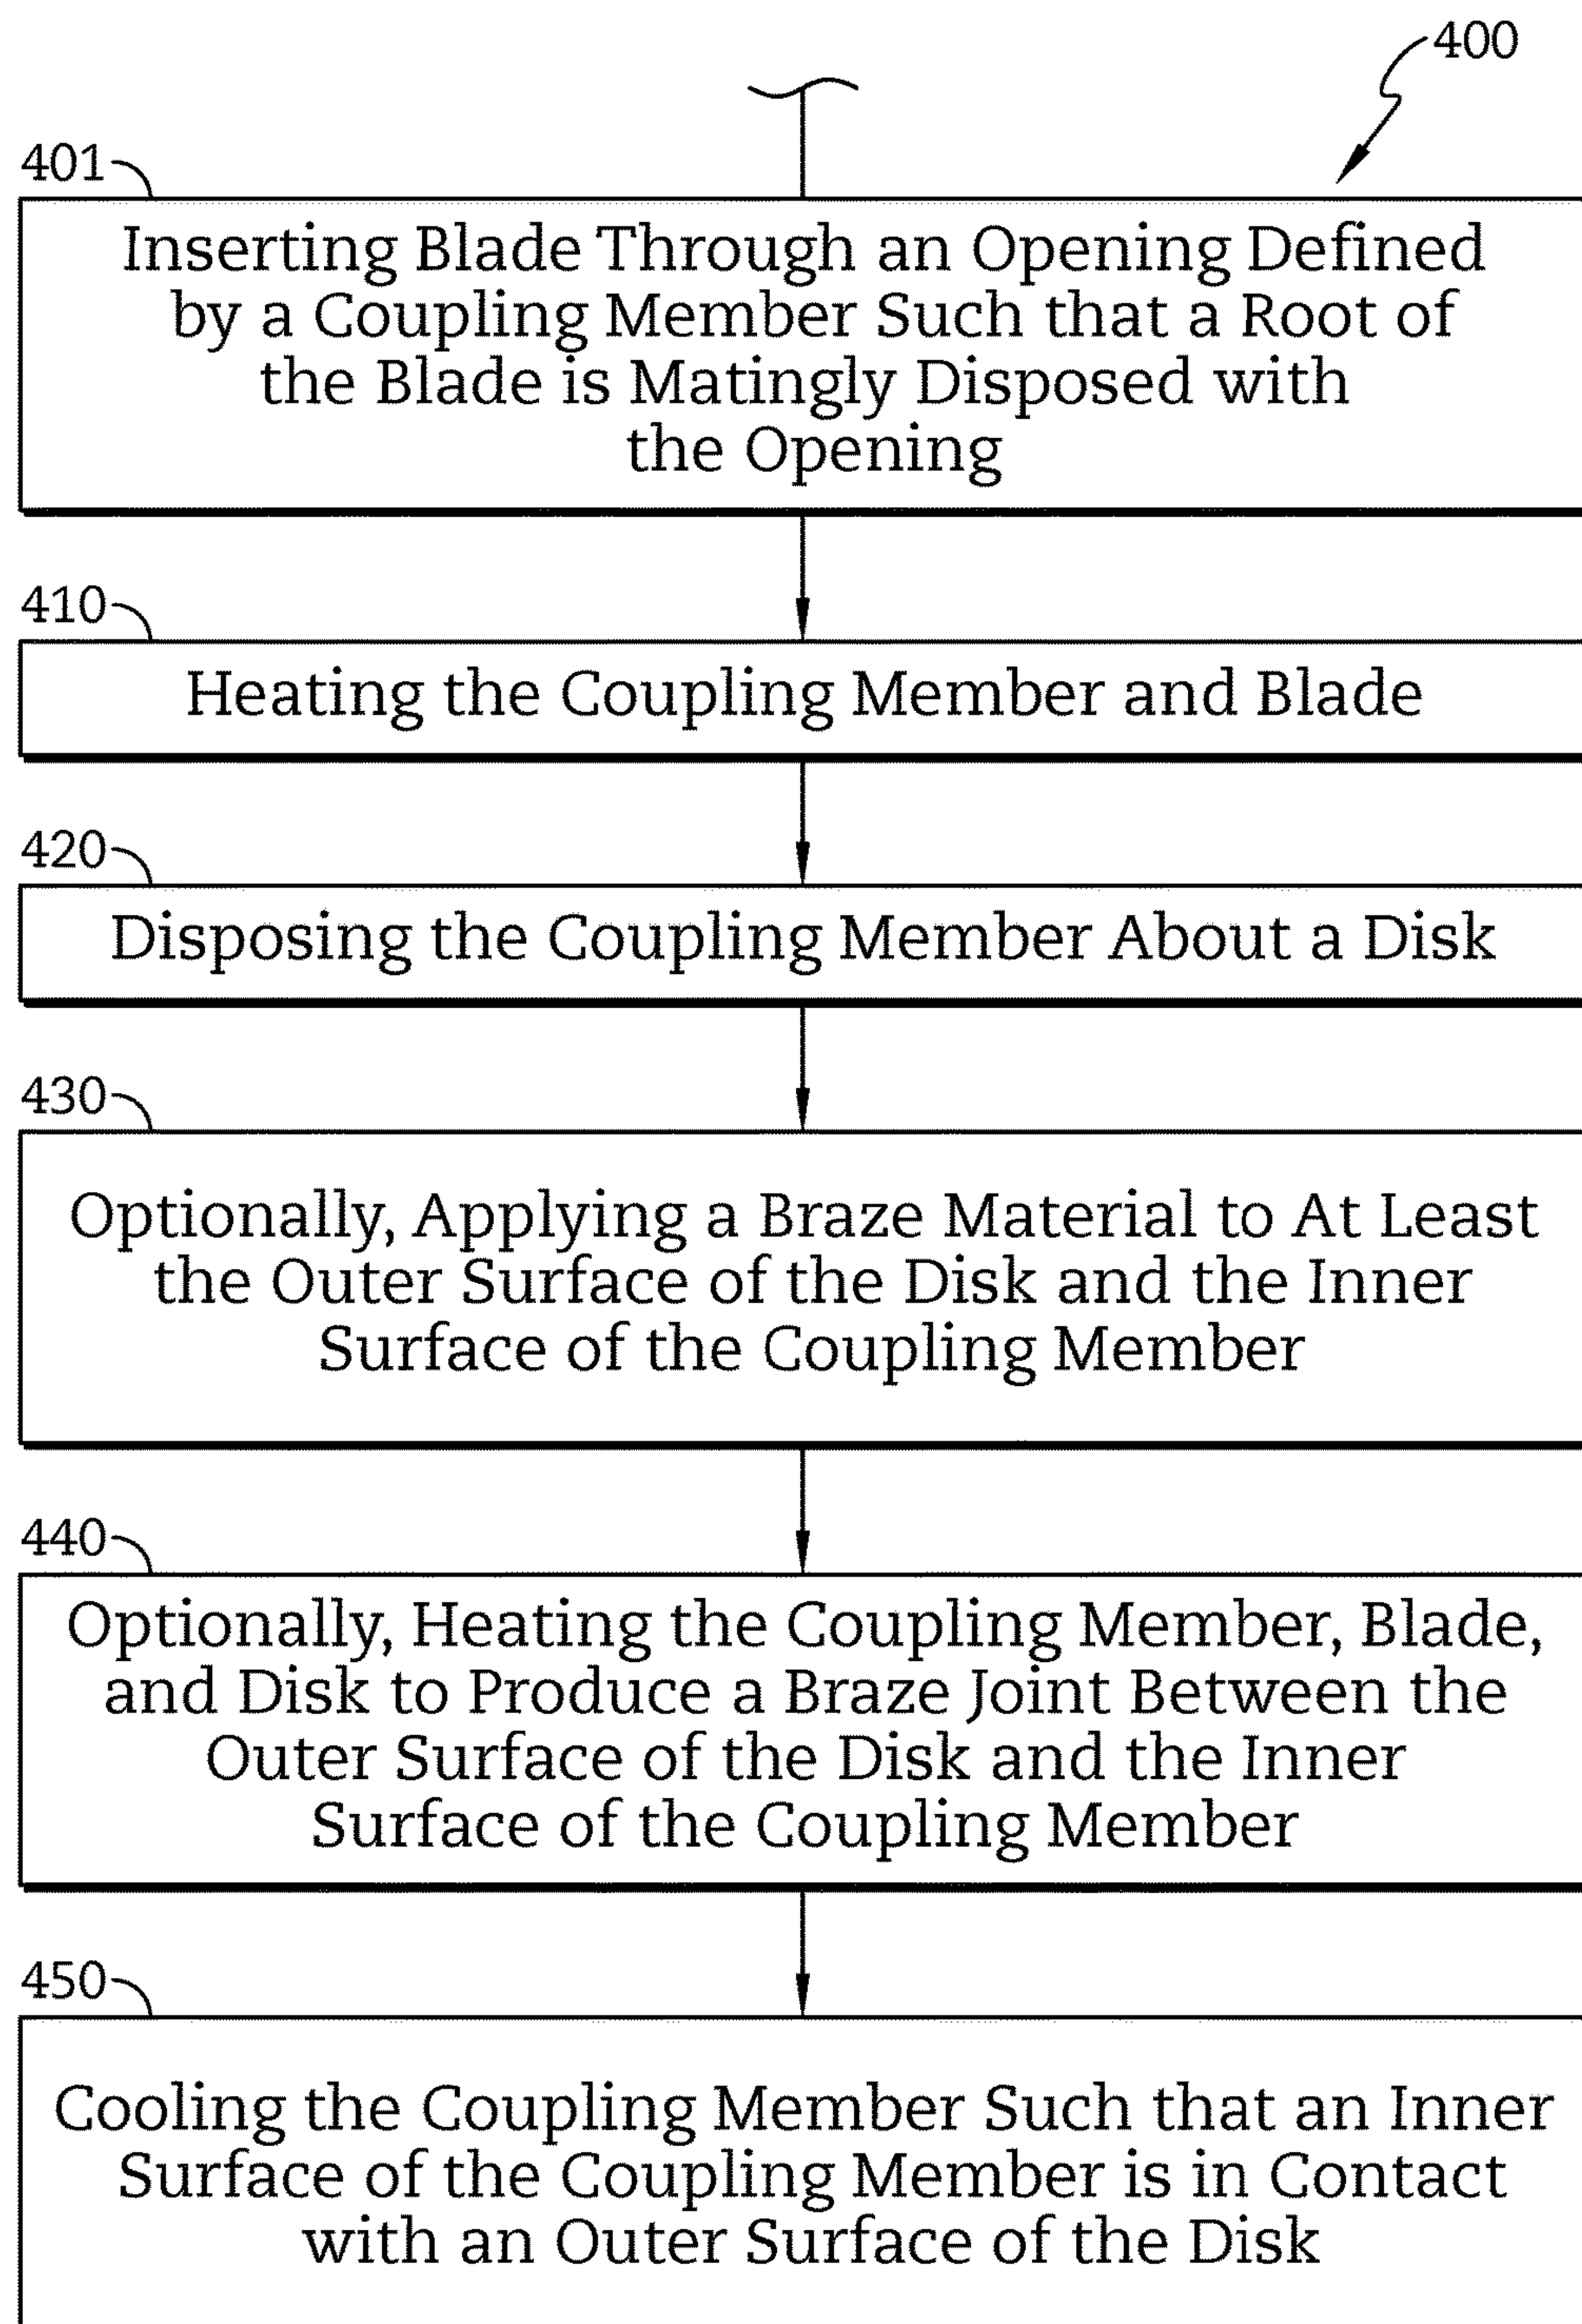 400
401
Inserting Blade Through an Opening Defined
by a Coupling Member Such that a Root of
the Blade is Matingly Disposed with
the Opening
410
Heating the Coupling Member and Blade
420
Disposing the Coupling Member About a Disk
430
Optionally, Applying a Braze Material to At Least
the Outer Surface of the Disk and the Inner
Surface of the Coupling Member
440
Optionally, Heating the Coupling Member, Blade,
and Disk to Produce a Braze Joint Between the
Outer Surface of the Disk and the Inner
Surface of the Coupling Member
450
Cooling the Coupling Member Such that an Inner
Surface of the Coupling Member is in Contact
with an Outer Surface of the Disk